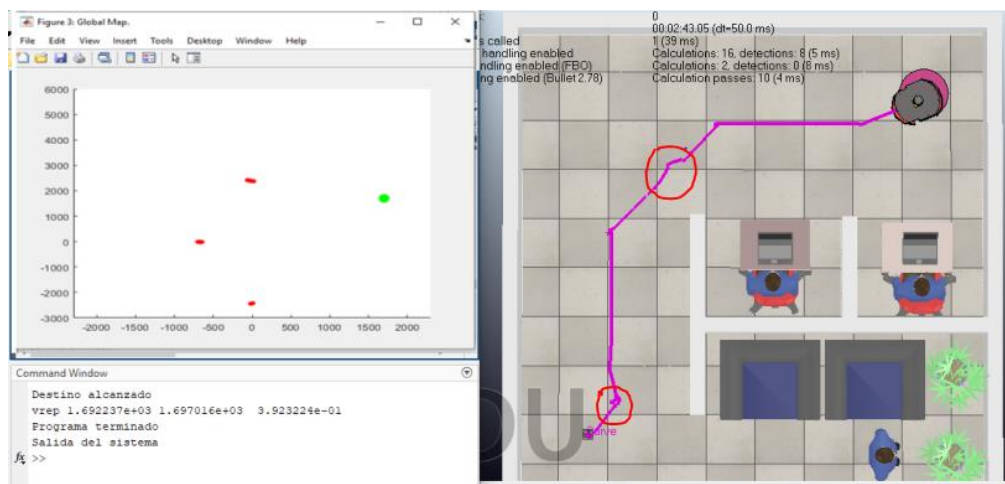 Figure 3: Global Map.
File Edit View Insert Tools Desktop Window Help
6000
5000
4000
3000
2000
1000
0
-1000
-2000
-3000
-2000 -1500 -1000 -500 0 500 1000 1500 2000
Command Window
Destino alcanzado
vrep 1.692237e+03 1.697016e+03 3.923224e-01
Programa terminado
Salida del sistema
fx >>
0
00:02:43.05 (dt=50.0 ms)
s called 1 (39 ms)
handling enabled Calculations: 16, detections: 8 (5 ms)
ndling enabled (FBO) Calculations: 2, detections: 0 (8 ms)
ng enabled (Bullet 2.78) Calculation passes: 10 (4 ms)
DU